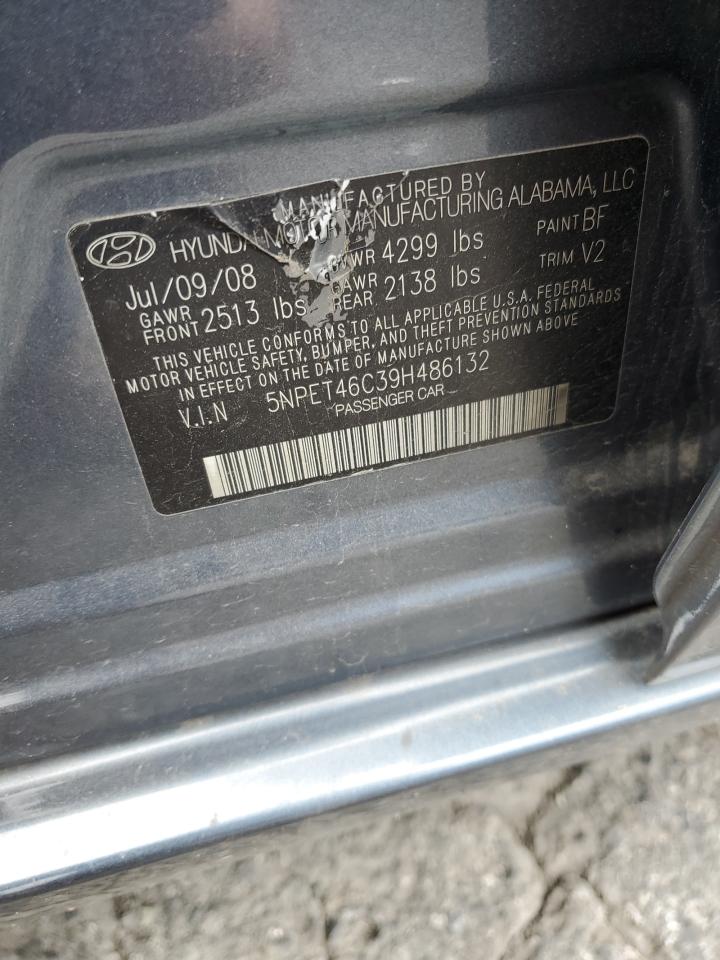 MANUFACTURED BY
HYUNDAI MOTOR MANUFACTURING ALABAMA, LLC
Jul/09/08 GVWR 4299 lbs PAINT BF
GAWR FRONT 2513 lbs GAWR REAR 2138 lbs TRIM V2
THIS VEHICLE CONFORMS TO ALL APPLICABLE U.S.A. FEDERAL
MOTOR VEHICLE SAFETY, BUMPER, AND THEFT PREVENTION STANDARDS
IN EFFECT ON THE DATE OF MANUFACTURE SHOWN ABOVE
V.I.N 5NPET46C39H486132
PASSENGER CAR